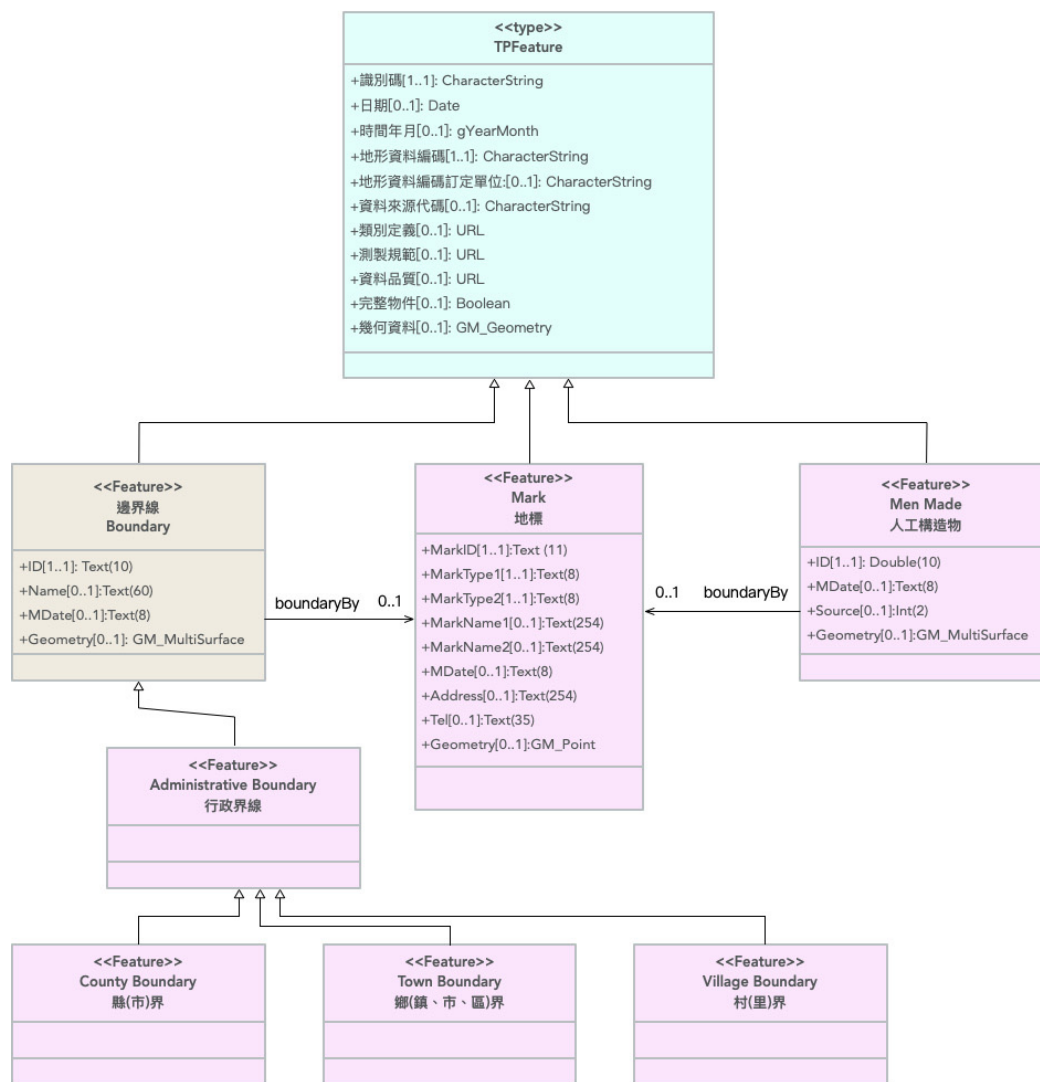 <<type>>
TPFeature
+識別碼[1..1]: CharacterString
+日期[0..1]: Date
+時間年月[0..1]: gYearMonth
+地形資料編碼[1..1]: CharacterString
+地形資料編碼訂定單位:[0..1]: CharacterString
+資料來源代碼[0..1]: CharacterString
+類別定義[0..1]: URL
+測製規範[0..1]: URL
+資料品質[0..1]: URL
+完整物件[0..1]: Boolean
+幾何資料[0..1]: GM_Geometry
<<Feature>>
邊界線
Boundary
+ID[1..1]: Text(10)
+Name[0..1]:Text(60)
+MDate[0..1]:Text(8)
+Geometry[0..1]: GM_MultiSurface
boundaryBy
0..1
<<Feature>>
Mark
地標
+MarkID[1..1]:Text (11)
+MarkType1[1..1]:Text(8)
+MarkType2[1..1]:Text(8)
+MarkName1[0..1]:Text(254)
+MarkName2[0..1]:Text(254)
+MDate[0..1]:Text(8)
+Address[0..1]:Text(254)
+Tel[0..1]:Text(35)
+Geometry[0..1]:GM_Point
0..1
boundaryBy
<<Feature>>
Men Made
人工構造物
+ID[1..1]: Double(10)
+MDate[0..1]:Text(8)
+Source[0..1]:Int(2)
+Geometry[0..1]:GM_MultiSurface
<<Feature>>
Administrative Boundary
行政界線
<<Feature>>
County Boundary
縣(市)界
<<Feature>>
Town Boundary
鄉(鎮、市、區)界
<<Feature>>
Village Boundary
村(里)界